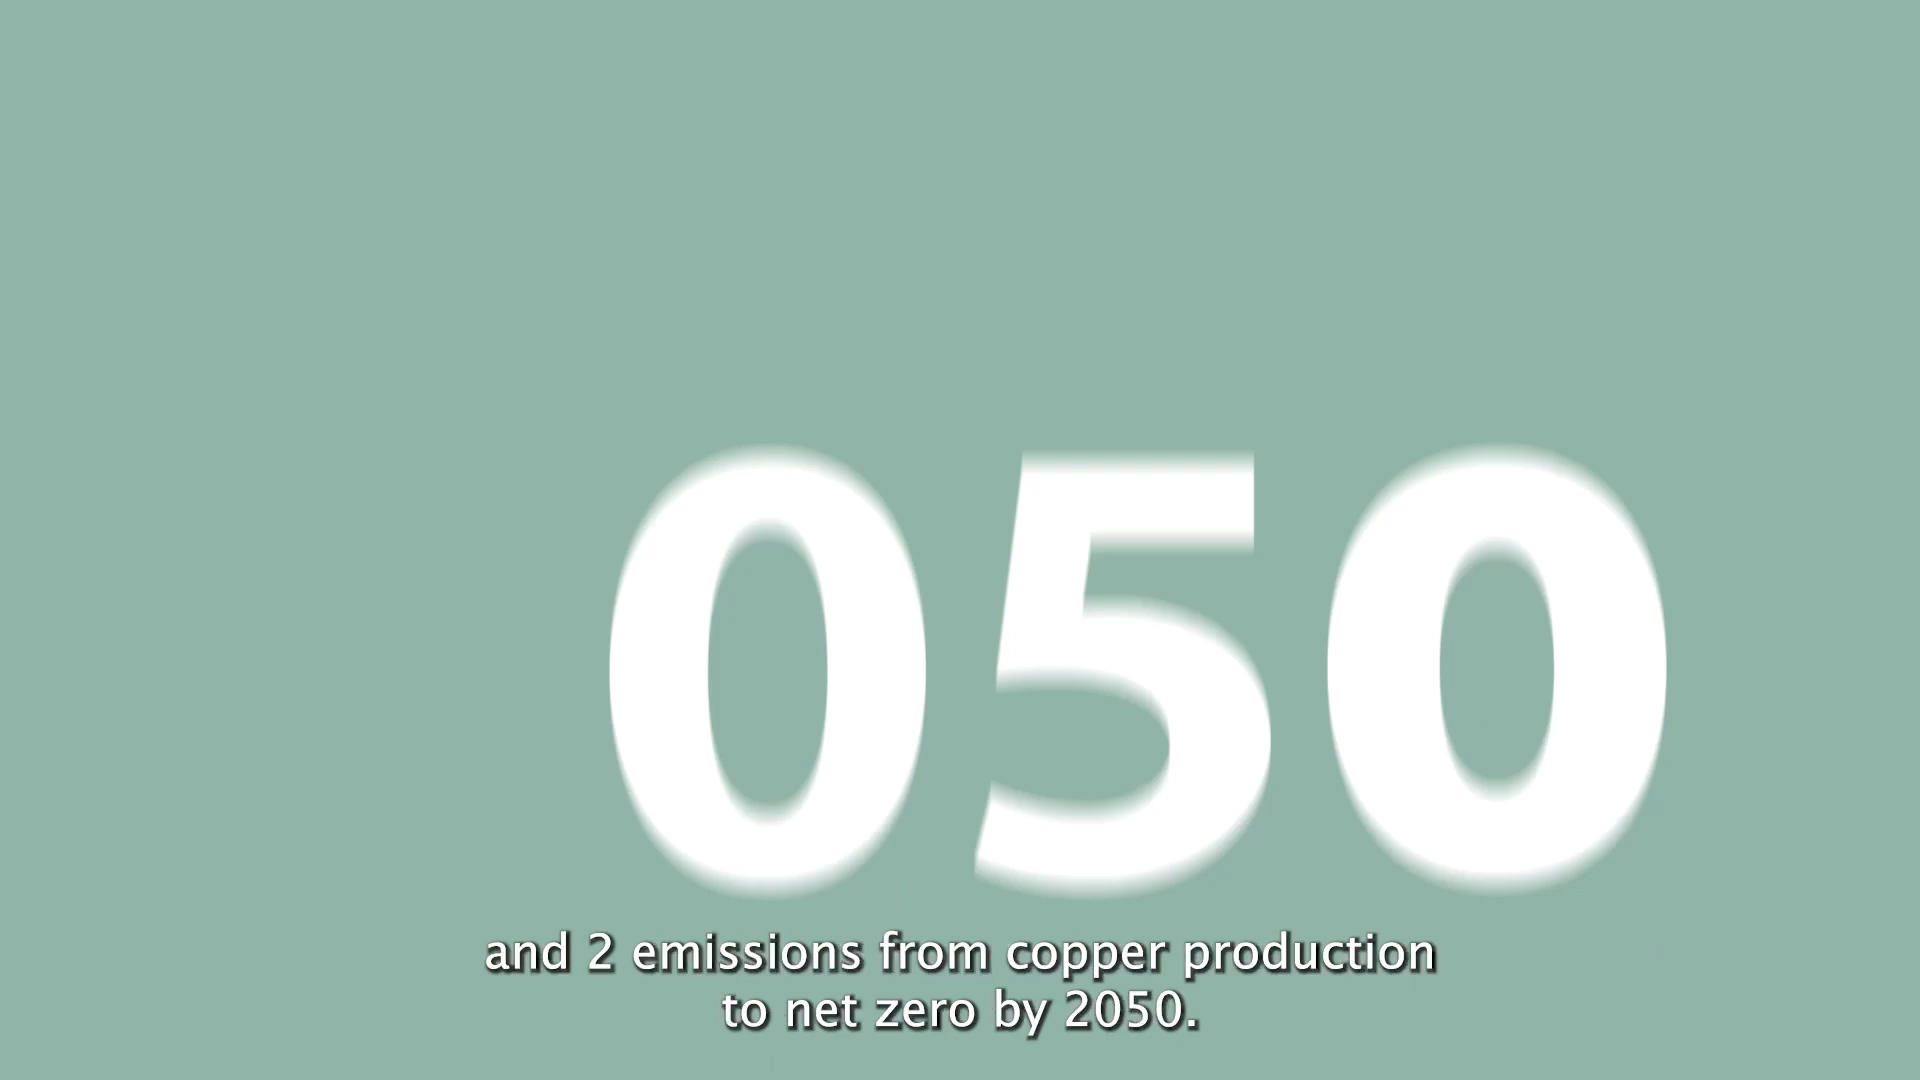 050
and 2 emissions from copper production
to net zero by 2050.